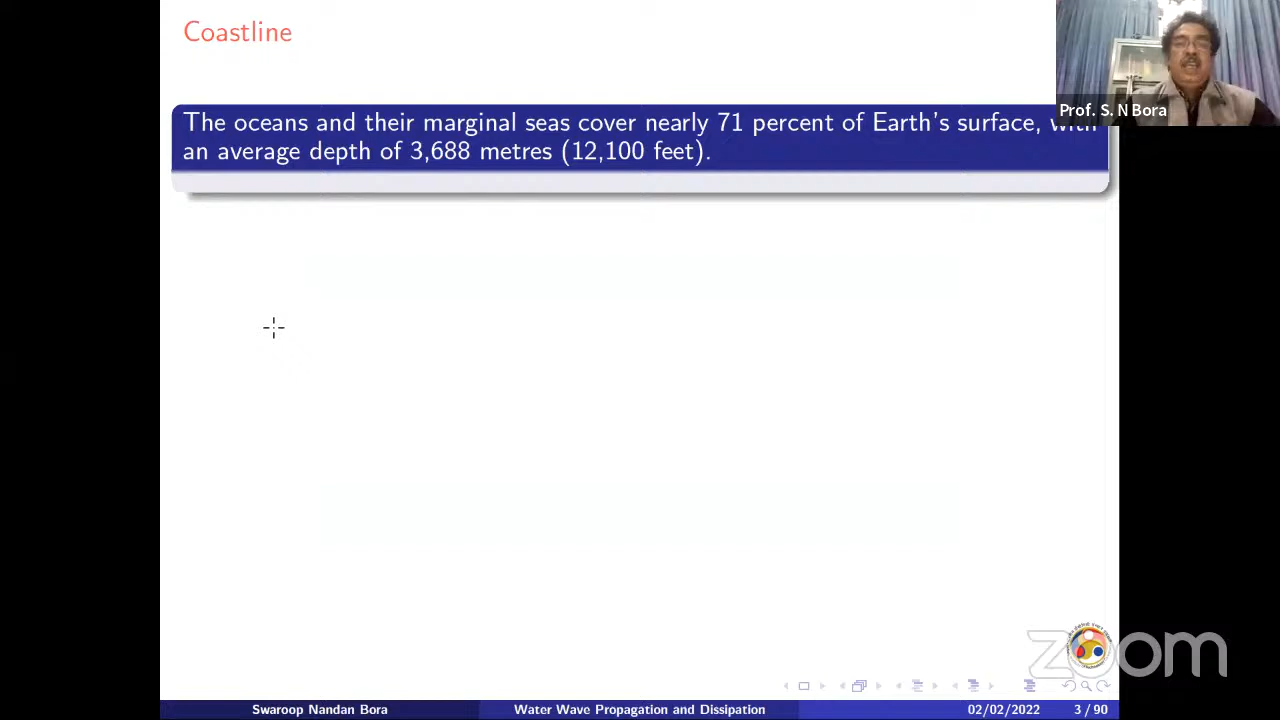 Coastline
Prof. S. N Bora
The oceans and their marginal seas cover nearly 71 percent of Earth's surface, with
an average depth of 3,688 metres (12,100 feet).
zoom
Swaroop Nandan Bora
Water Wave Propagation and Dissipation
02/02/2022
3 / 90